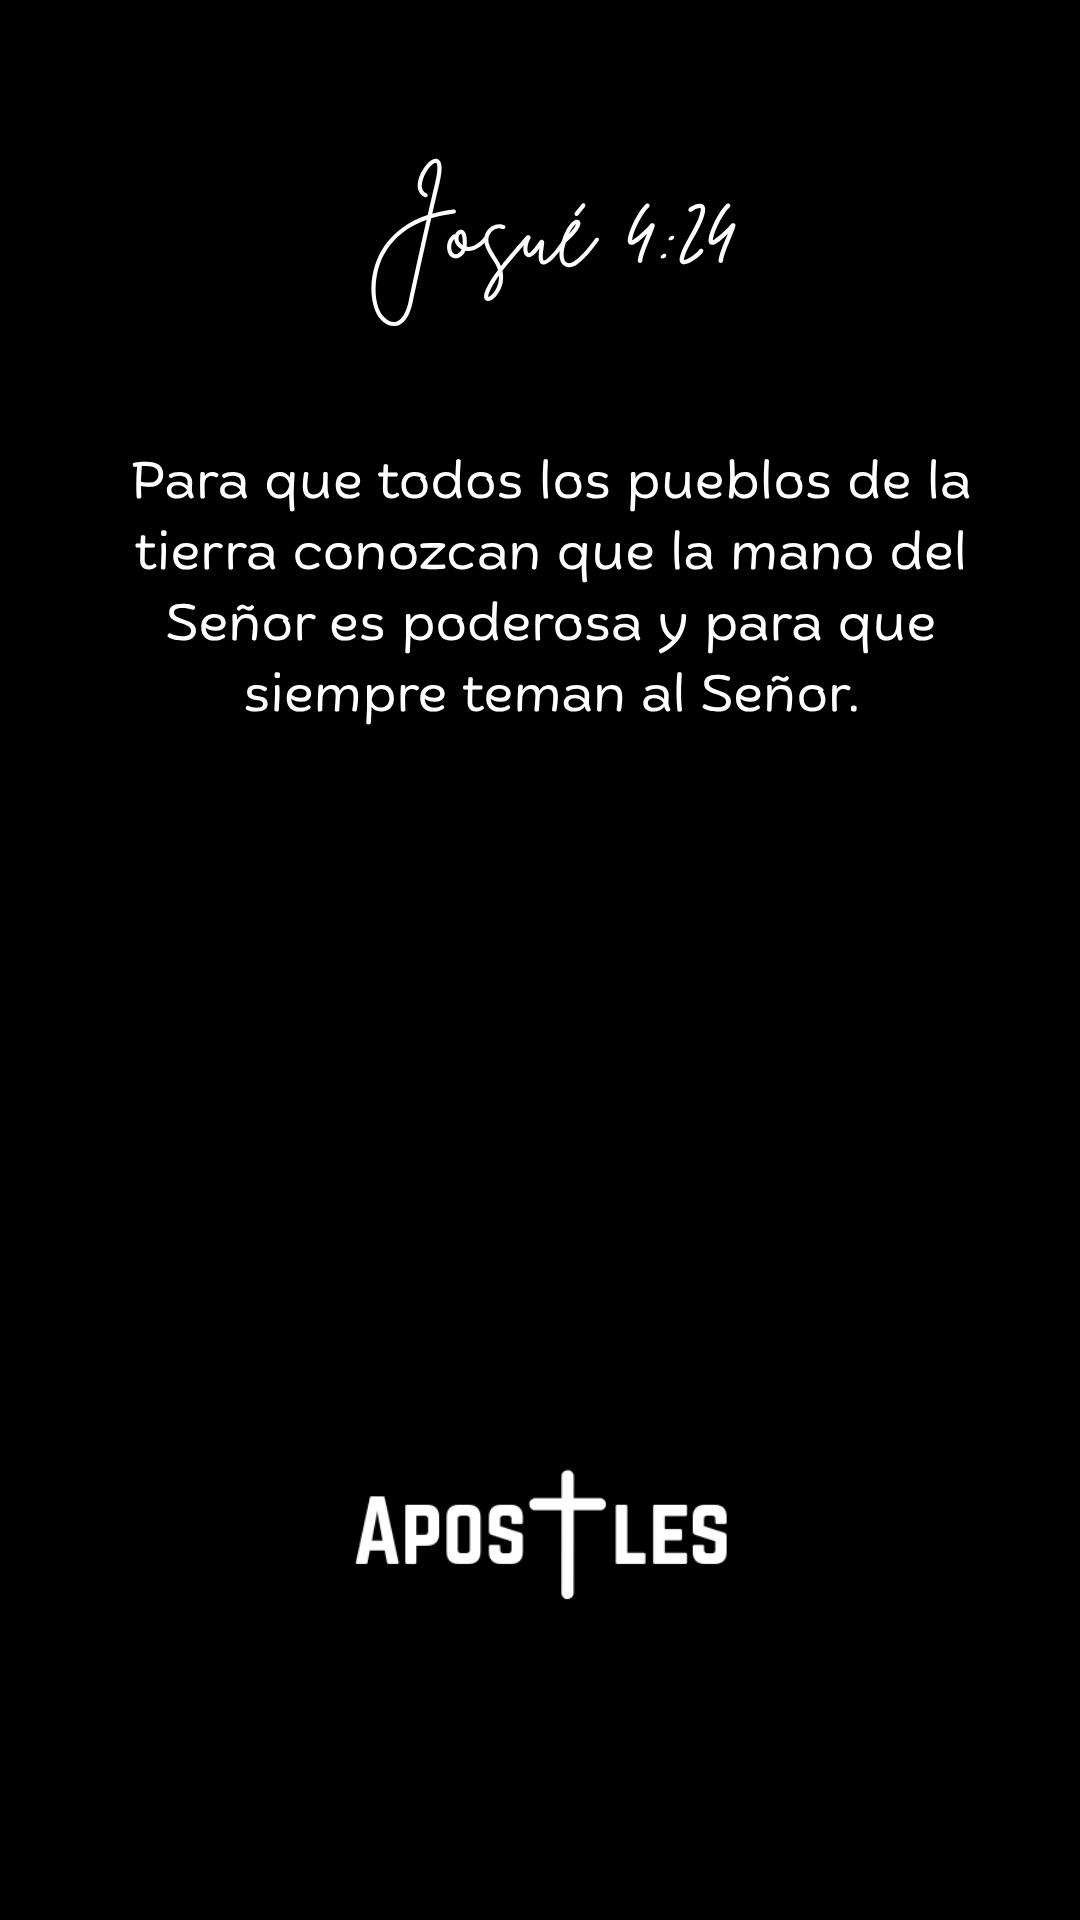 Josué 4:24
Para que todos los pueblos de la
tierra conozcan que la mano del
Señor es poderosa y para que
siempre teman al Señor.
APOSTLES